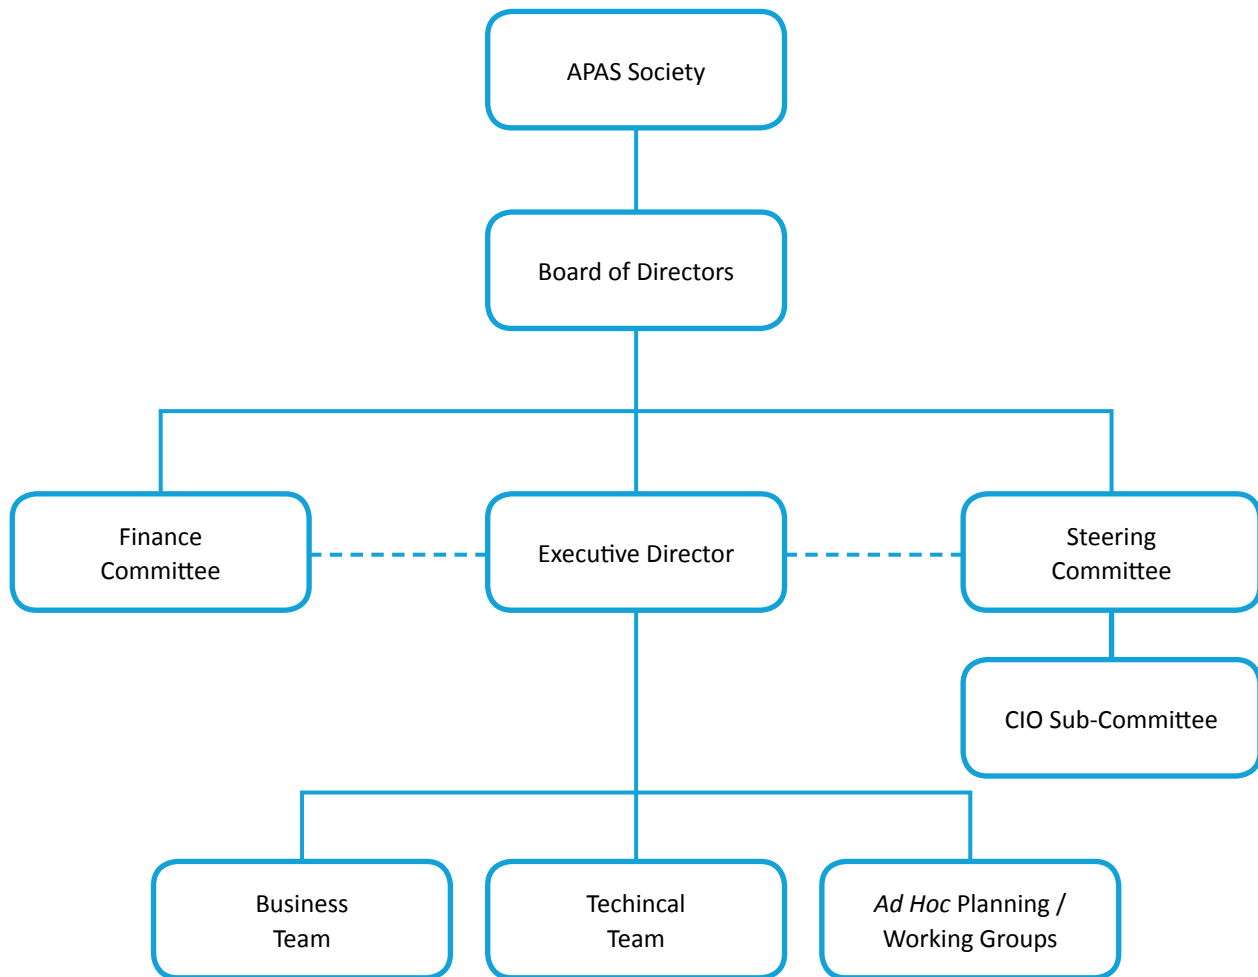 APAS Society
Board of Directors
Finance
Committee
Executive Director
Steering
Committee
CIO Sub-Committee
Business
Team
Techincal
Team
Ad Hoc Planning /
Working Groups